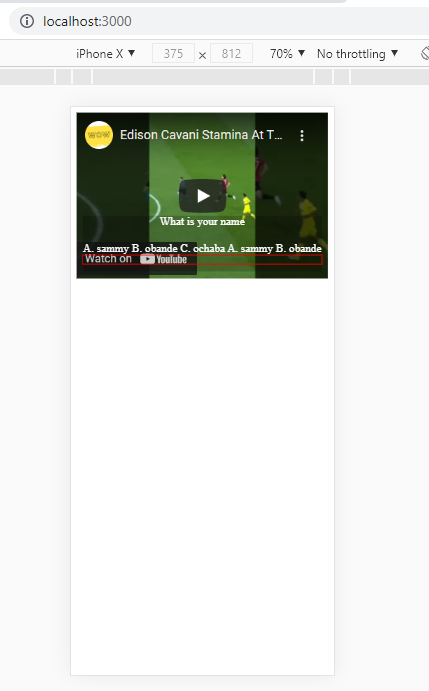 localhost:3000
iPhone X ▼ 375 × 812 70% ▼ No throttling ▼
WOW Edison Cavani Stamina At T...
What is your name
A. sammy B. obande C. ochaba A. sammy B. obande
Watch on YouTube